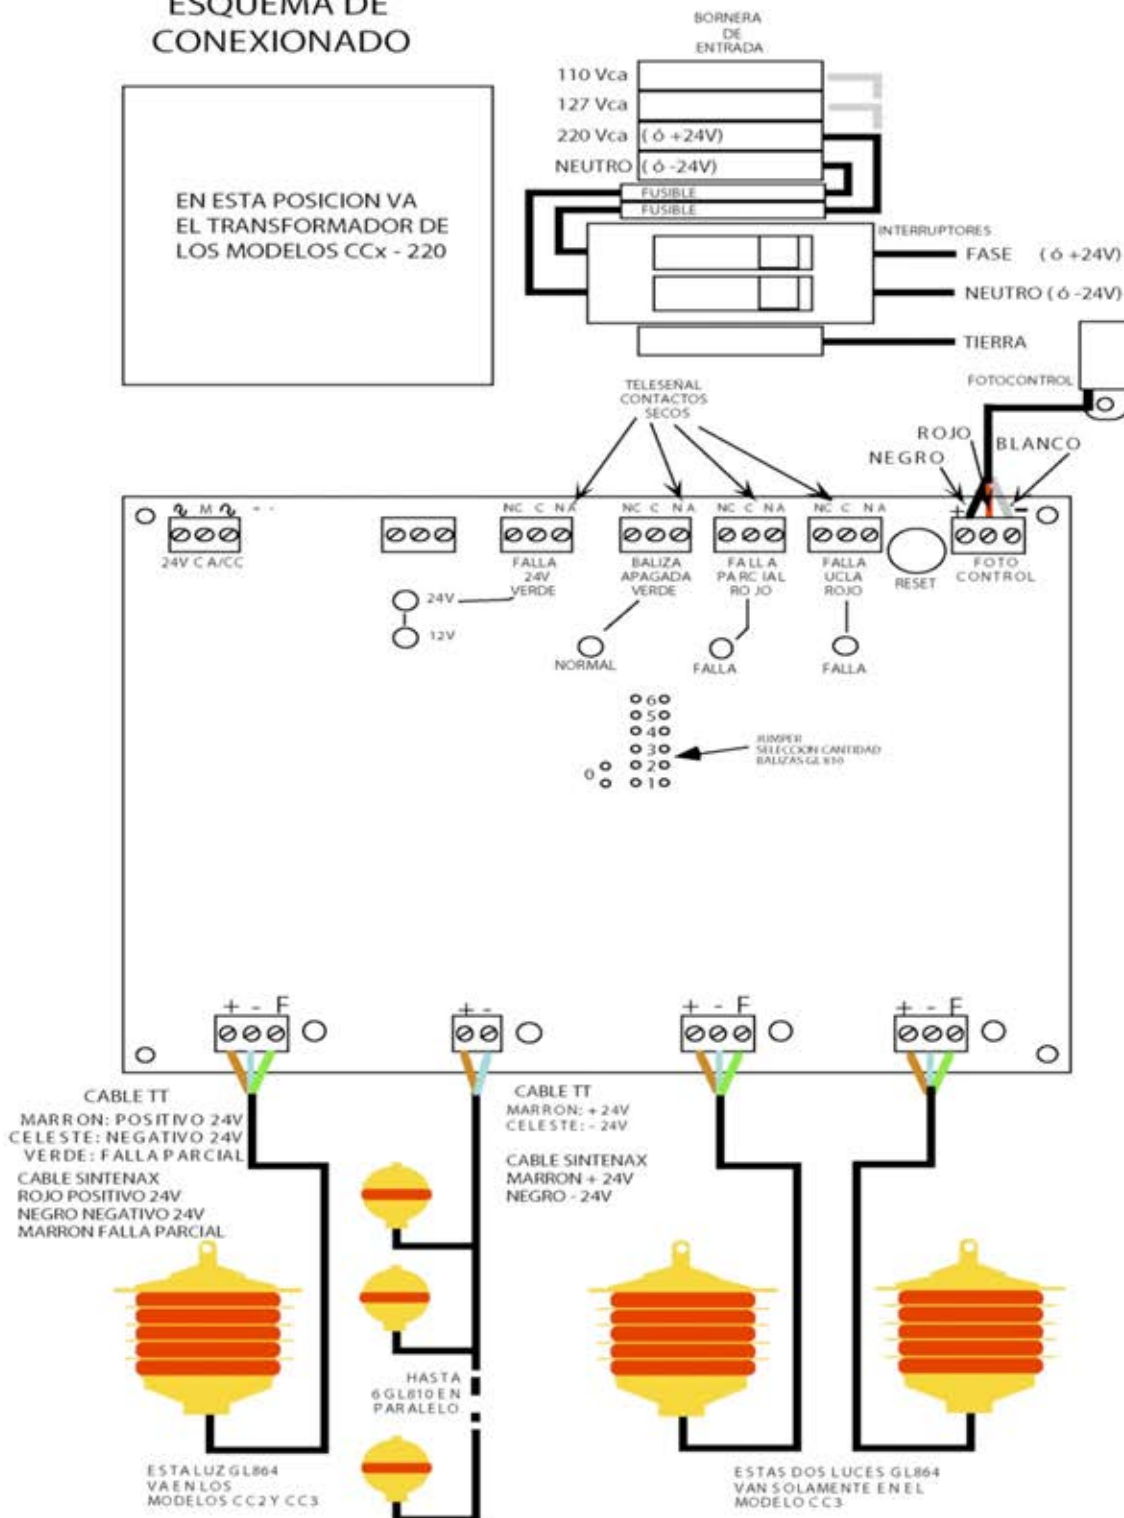 ESQUEMA DE
CONEXIONADO
BORNERA
DE
ENTRADA
110 Vca
127 Vca
220 Vca ( ó +24V)
NEUTRO ( ó -24V)
FUSIBLE
FUSIBLE
EN ESTA POSICION VA
EL TRANSFORMADOR DE
LOS MODELOS CCx - 220
INTERRUPTORES
FASE ( ó +24V)
NEUTRO ( ó -24V)
TIERRA
FOTOCONTROL
TELESEÑAL
CONTACTOS
SECOS
ROJO
BLANCO
NEGRO
M
NC C NA
NC C NA
NC C NA
NC C NA
+ -
24V CA/CC
FALLA
24V
VERDE
BALIZA
APAGADA
VERDE
FALLA
PARCIAL
ROJO
FALLA
UCLA
ROJO
RESET
FOTO
CONTROL
24V
12V
NORMAL
FALLA
FALLA
6
5
4
3
2
1
0
JUMPER
SELECCION CANTIDAD
BALIZAS GL 810
+ - F
+ -
+ - F
+ - F
CABLE TT
MARRON: POSITIVO 24V
CELESTE: NEGATIVO 24V
VERDE: FALLA PARCIAL
CABLE SINTENAX
ROJO POSITIVO 24V
NEGRO NEGATIVO 24V
MARRON FALLA PARCIAL
CABLE TT
MARRON: + 24V
CELESTE: - 24V
CABLE SINTENAX
MARRON + 24V
NEGRO - 24V
HASTA
6 GL810 EN
PARALELO
ESTA LUZ GL864
VA EN LOS
MODELOS CC2 Y CC3
ESTAS DOS LUCES GL864
VAN SOLAMENTE EN EL
MODELO CC3